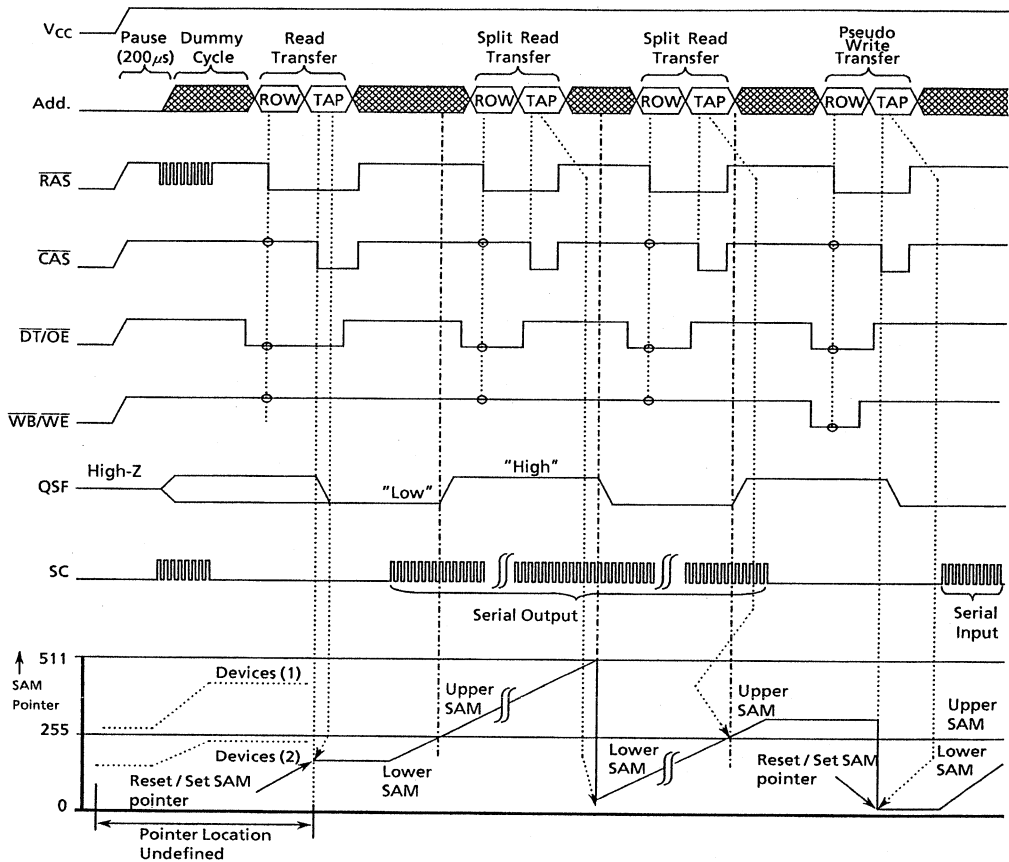 VCC
Pause
(200μs)
Dummy
Cycle
Read
Transfer
Split Read
Transfer
Split Read
Transfer
Pseudo
Write
Transfer
Add.
ROW TAP ROW TAP ROW TAP ROW TAP
RAS
CAS
DT/OE
WB/WE
QSF
High-Z
"Low"
"High"
SC
Serial Output
Serial
Input
511
SAM
Pointer
255
0
Devices (1)
Devices (2)
Reset / Set SAM
pointer
Lower
SAM
Upper
SAM
Lower
SAM
Upper
SAM
Reset / Set SAM
pointer
Upper
SAM
Lower
SAM
Pointer Location
Undefined